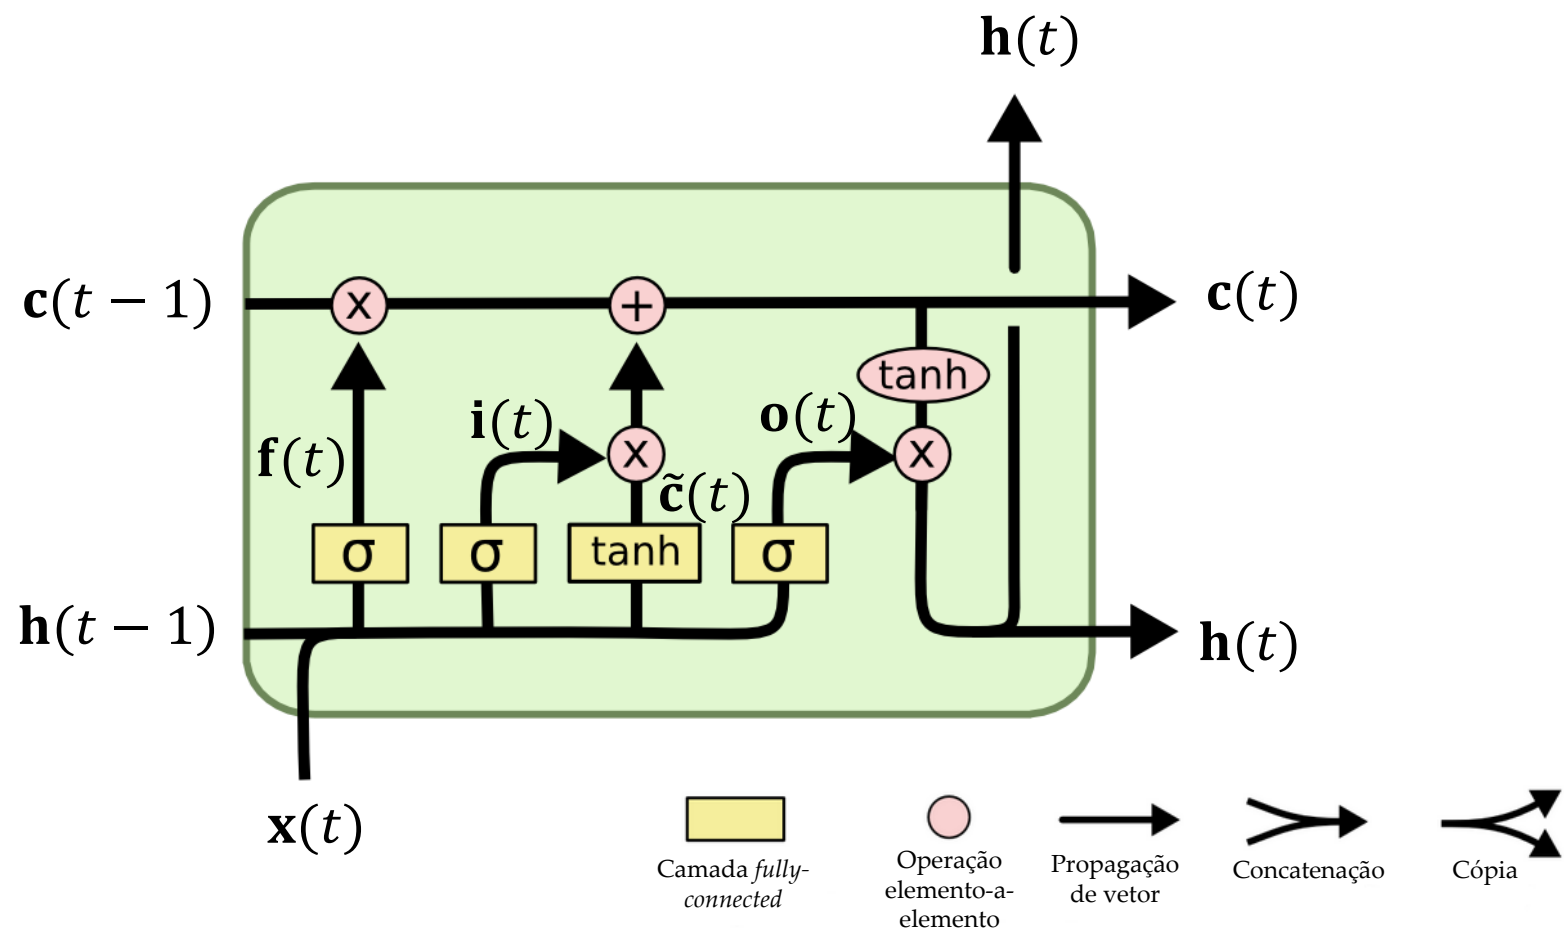 h(t)
c(t − 1)
x
+
c(t)
tanh
i(t)
o(t)
f(t)
x
x
c̃(t)
σ
σ
tanh
σ
h(t − 1)
h(t)
x(t)
Camada fully-
connected
Operação
elemento-a-
elemento
Propagação
de vetor
Concatenação
Cópia